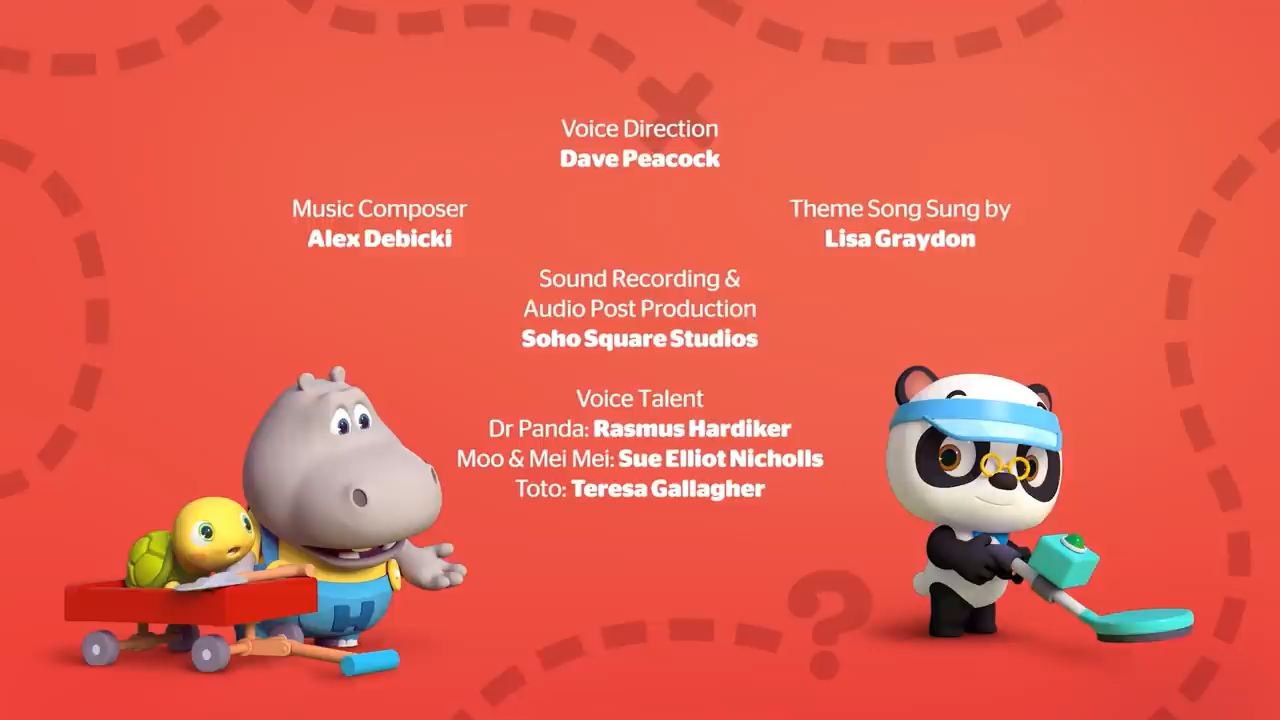 Voice Direction
Dave Peacock
Music Composer
Alex Debicki
Theme Song Sung by
Lisa Graydon
Sound Recording &
Audio Post Production
Soho Square Studios
Voice Talent
Dr Panda: Rasmus Hardiker
Moo & Mei Mei: Sue Elliot Nicholls
Toto: Teresa Gallagher
H
?